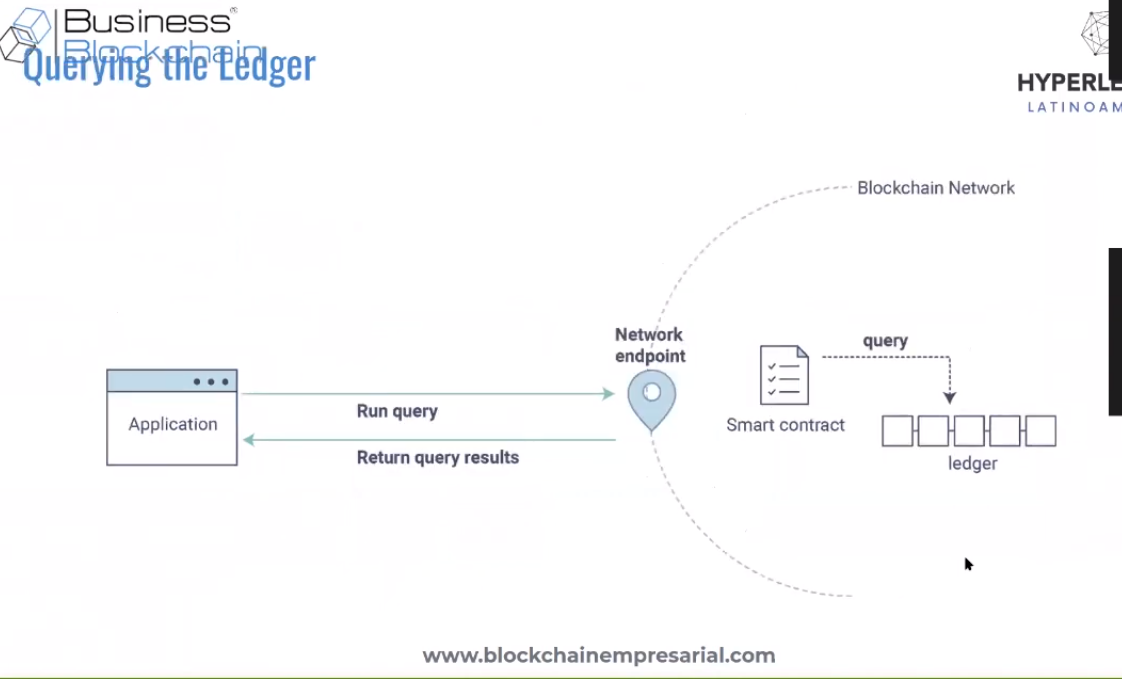 Business
Blockchain
Querying the Ledger
HYPERLE
LATINOAM
Blockchain Network
Network
endpoint
query
Application
Run query
Smart contract
Return query results
ledger
www.blockchainempresarial.com